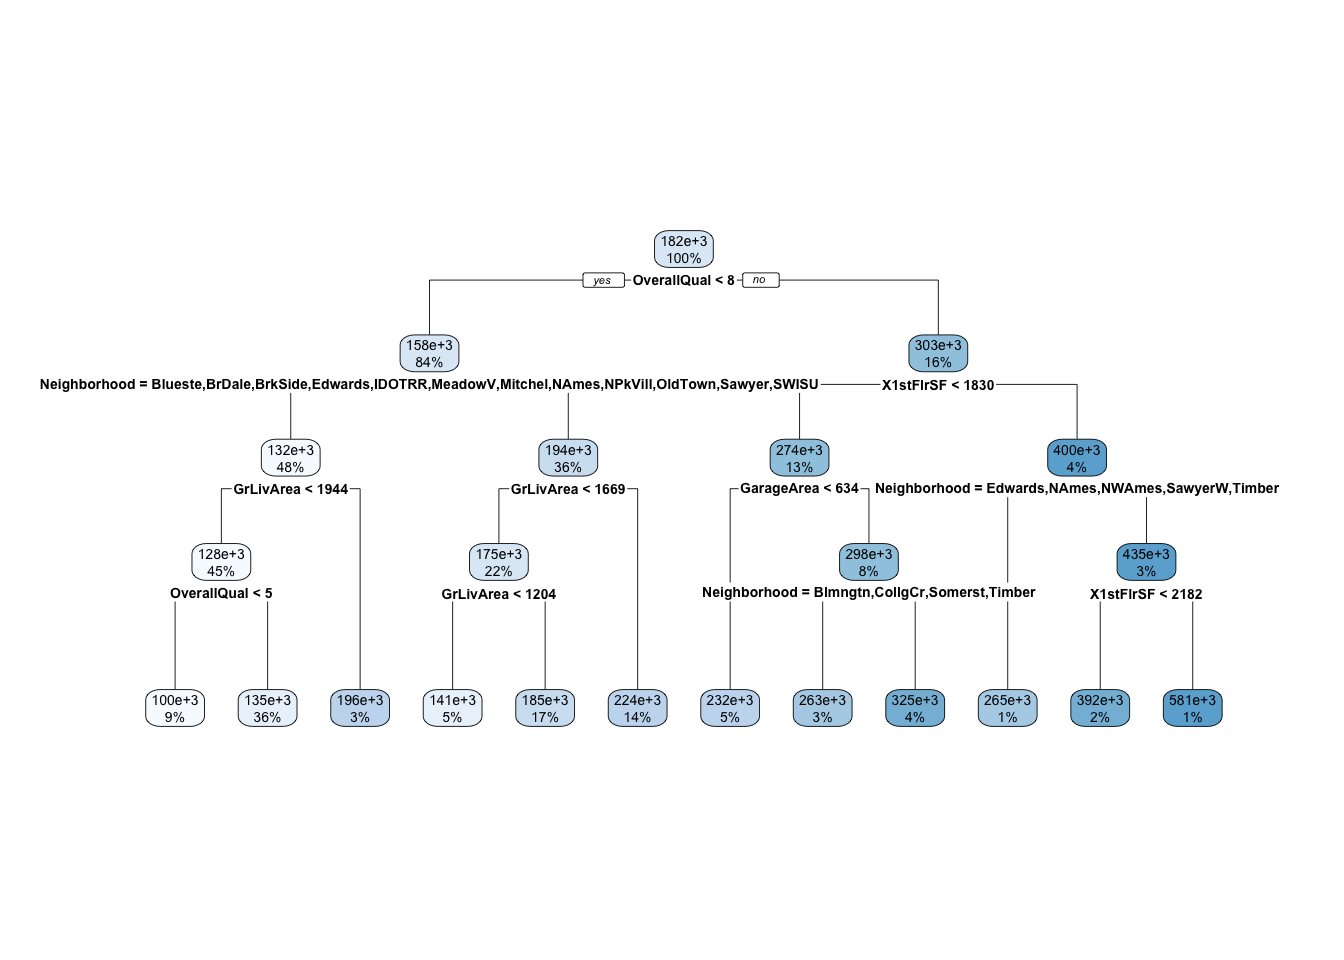 182e+3
100%
yes OverallQual < 8 no
158e+3
84%
303e+3
16%
Neighborhood = Blueste,BrDale,BrkSide,Edwards,IDOTRR,MeadowV,Mitchel,NAmes,NPkVill,OldTown,Sawyer,SWISU
X1stFlrSF < 1830
132e+3
48%
194e+3
36%
274e+3
13%
400e+3
4%
GrLivArea < 1944
GrLivArea < 1669
GarageArea < 634
Neighborhood = Edwards,NAmes,NWAmes,SawyerW,Timber
128e+3
45%
175e+3
22%
298e+3
8%
435e+3
3%
OverallQual < 5
GrLivArea < 1204
Neighborhood = Blmngtn,CollgCr,Somerst,Timber
X1stFlrSF < 2182
100e+3
9%
135e+3
36%
196e+3
3%
141e+3
5%
185e+3
17%
224e+3
14%
232e+3
5%
263e+3
3%
325e+3
4%
265e+3
1%
392e+3
2%
581e+3
1%